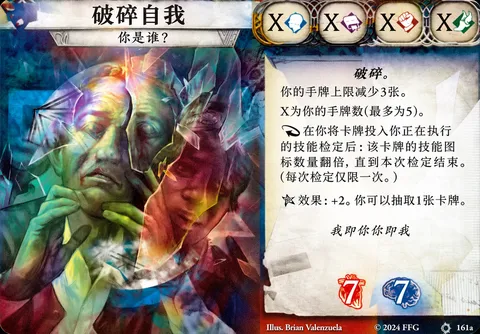 破碎自我
你是谁？
X X X X
破碎。
你的手牌上限减少3张。
X为你的手牌数(最多为5)。
在你将卡牌投入你正在执行
的技能检定后：该卡牌的技能图
标数量翻倍，直到本次检定结束。
(每次检定仅限一次。)
效果：+2。你可以抽取1张卡牌。
我即你你即我
7 7
Illus. Brian Valenzuela
© 2024 FFG
161a